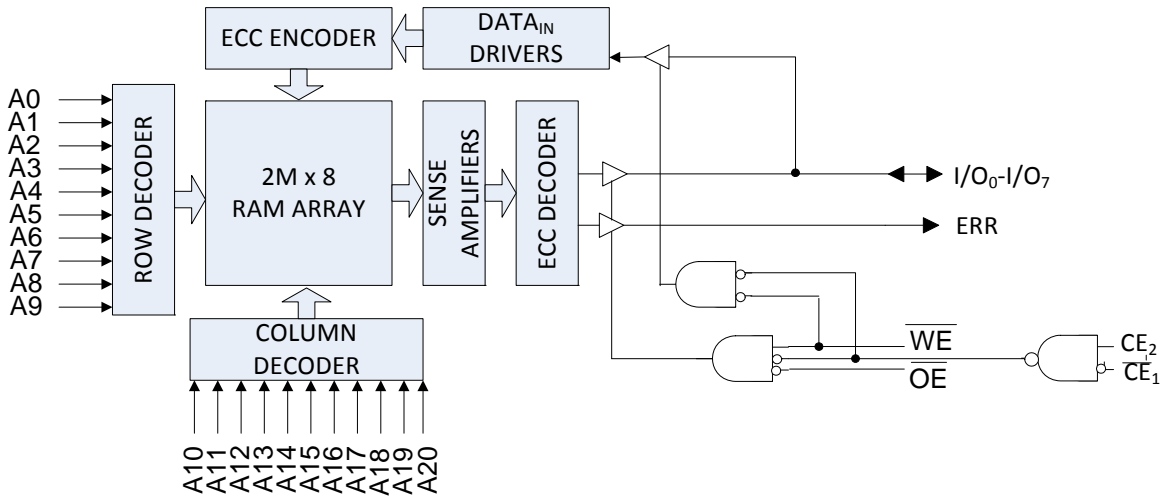 ECC ENCODER
DATAIN
DRIVERS
A0
A1
A2
A3
A4
A5
A6
A7
A8
A9
ROW DECODER
2M x 8
RAM ARRAY
SENSE
AMPLIFIERS
ECC DECODER
I/O0-I/O7
ERR
COLUMN
DECODER
WE
OE
CE2
CE1
A10
A11
A12
A13
A14
A15
A16
A17
A18
A19
A20